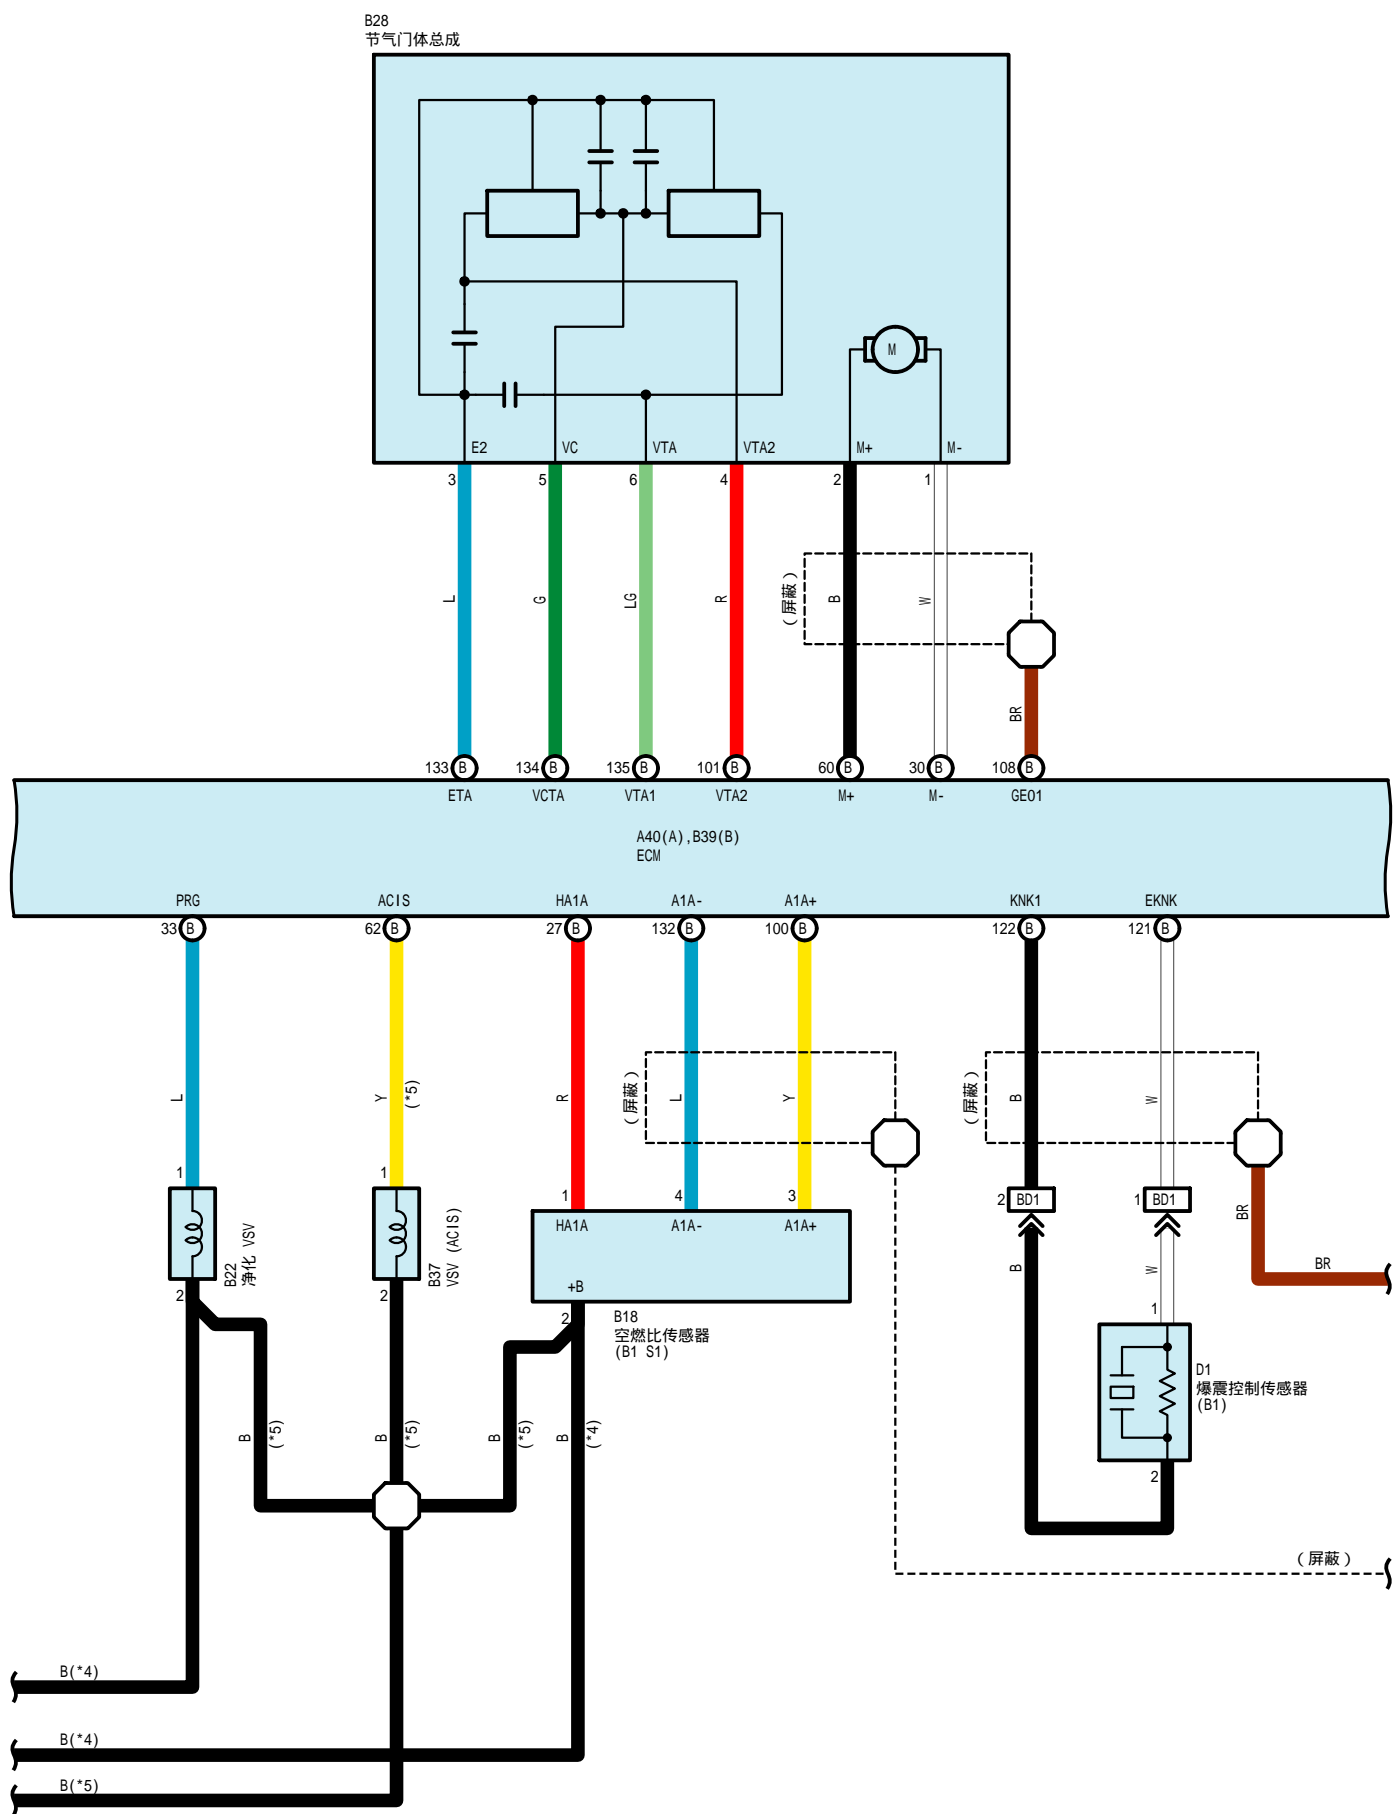 B28
节气门体总成
M
E2
VC
VTA
VTA2
M+
M-
3
5
6
4
2
1
(屏蔽)
L
G
LG
R
B
W
BR
133 B
134 B
135 B
101 B
60 B
30 B
108 B
ETA
VCTA
VTA1
VTA2
M+
M-
GE01
A40(A),B39(B)
ECM
PRG
ACIS
HA1A
A1A-
A1A+
KNK1
EKNK
33 B
62 B
27 B
132 B
100 B
122 B
121 B
L
Y
(*5)
R
(屏蔽)
L
Y
(屏蔽)
B
W
1
1
1
4
3
2 BD1
1 BD1
HA1A
A1A-
A1A+
+B
B22
净化 VSV
B37
VSV (ACIS)
2
2
2
B18
空燃比传感器
(B1 S1)
B
W
BR
BR
1
D1
爆震控制传感器
(B1)
2
B
(*5)
B
(*5)
B
(*5)
B
(*4)
(屏蔽)
B(*4)
B(*4)
B(*5)